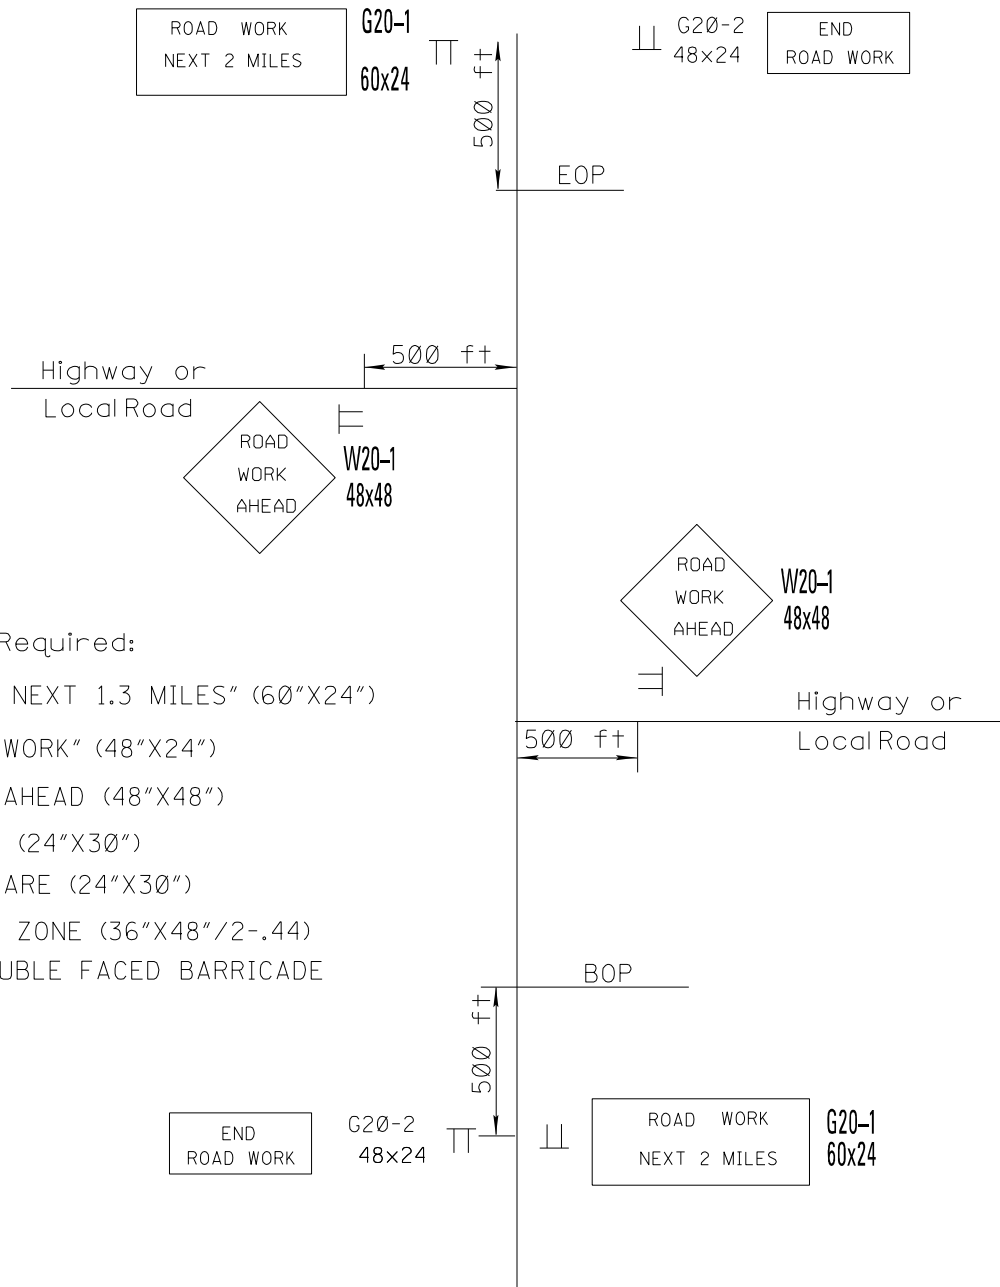 ROAD WORK
NEXT 2 MILES
G20-1
60x24
500 ft
G20-2
48x24
END
ROAD WORK
EOP
Highway or
Local Road
500 ft
ROAD
WORK
AHEAD
W20-1
48x48
ROAD
WORK
AHEAD
W20-1
48x48
Required:
NEXT 1.3 MILES" (60"X24")
WORK" (48"X24")
AHEAD (48"X48")
(24"X30")
ARE (24"X30")
ZONE (36"X48"/2-.44)
UBLE FACED BARRICADE
Highway or
Local Road
500 ft
BOP
500 ft
END
ROAD WORK
G20-2
48x24
ROAD WORK
NEXT 2 MILES
G20-1
60x24